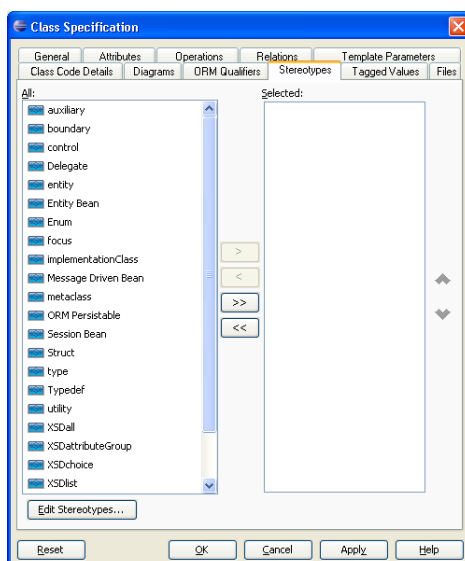 Class Specification
General Attributes Operations Relations Template Parameters
Class Code Details Diagrams ORM Qualifiers Stereotypes Tagged Values Files
All: Selected:
auxiliary
boundary
control
Delegate
entity
Entity Bean
Enum
focus
implementationClass
>
Message Driven Bean
<
metaclass
>>
ORM Persistable
Session Bean
<<
Struct
type
Typedef
utility
XSDall
XSDattributeGroup
XSDchoice
XSDlist
Edit Stereotypes...
Reset OK Cancel Apply Help